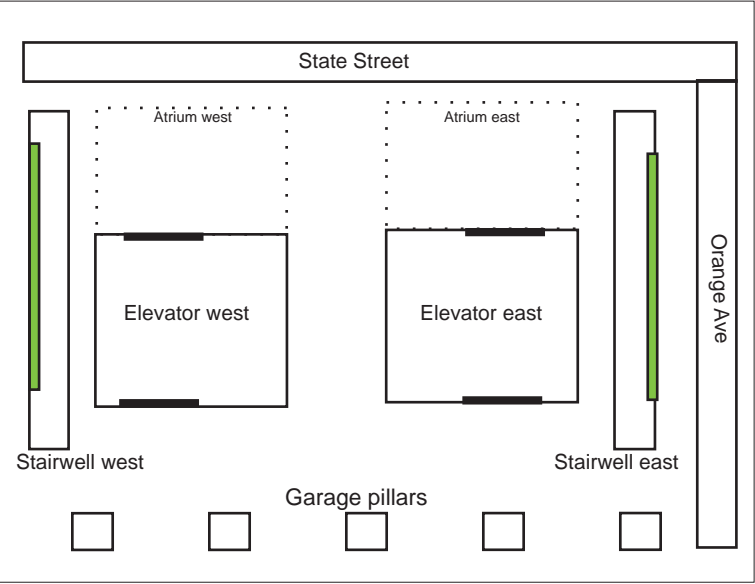 State Street
Atrium west
Atrium east
Elevator west
Elevator east
Orange Ave
Stairwell west
Stairwell east
Garage pillars